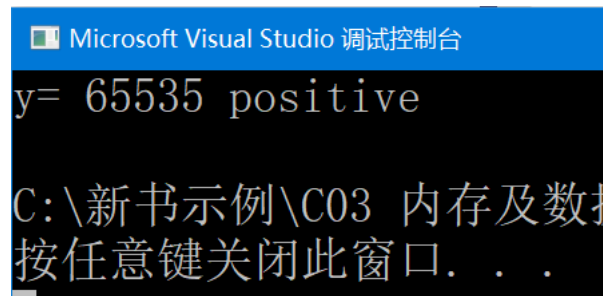 Microsoft Visual Studio 调试控制台
y= 65535 positive
C:\新书示例\C03 内存及数
按任意键关闭此窗口. . .